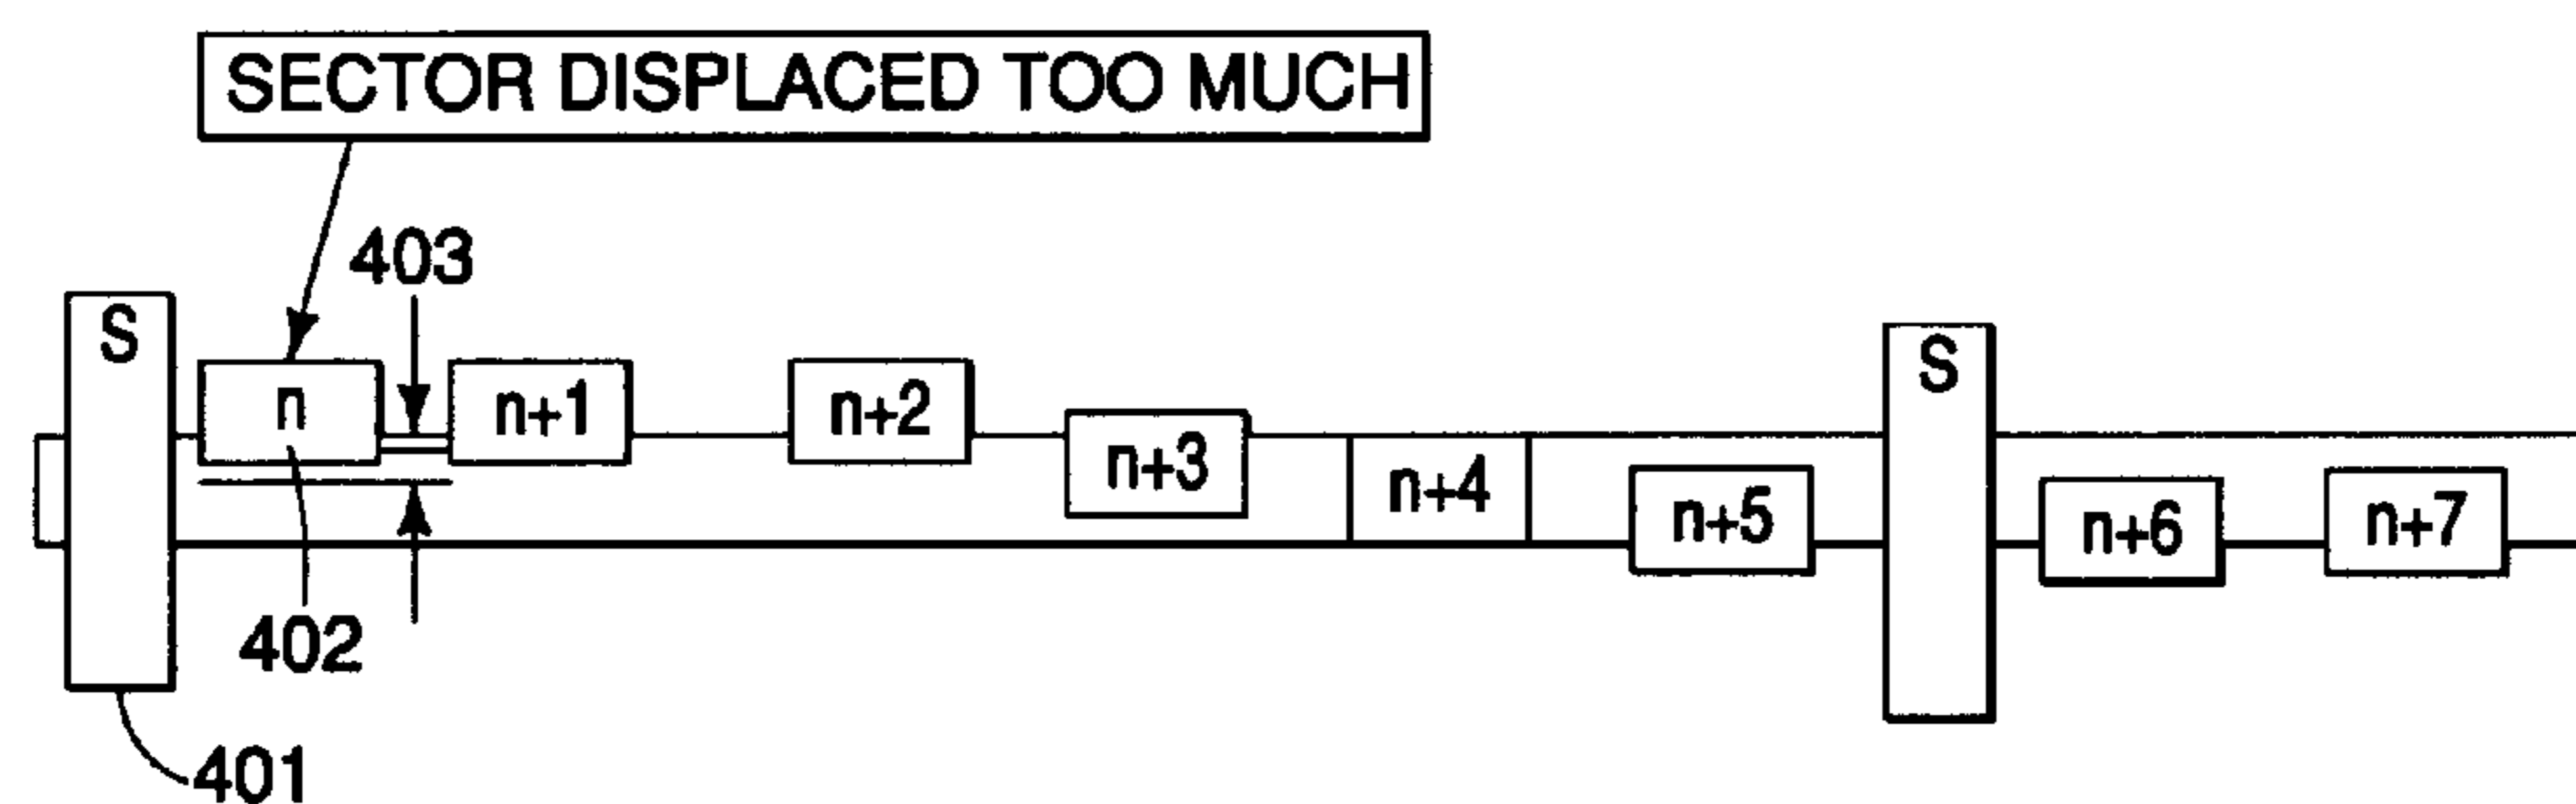 SECTOR DISPLACED TOO MUCH
403
S
n
n+1
n+2
n+3
n+4
n+5
S
n+6
n+7
402
401